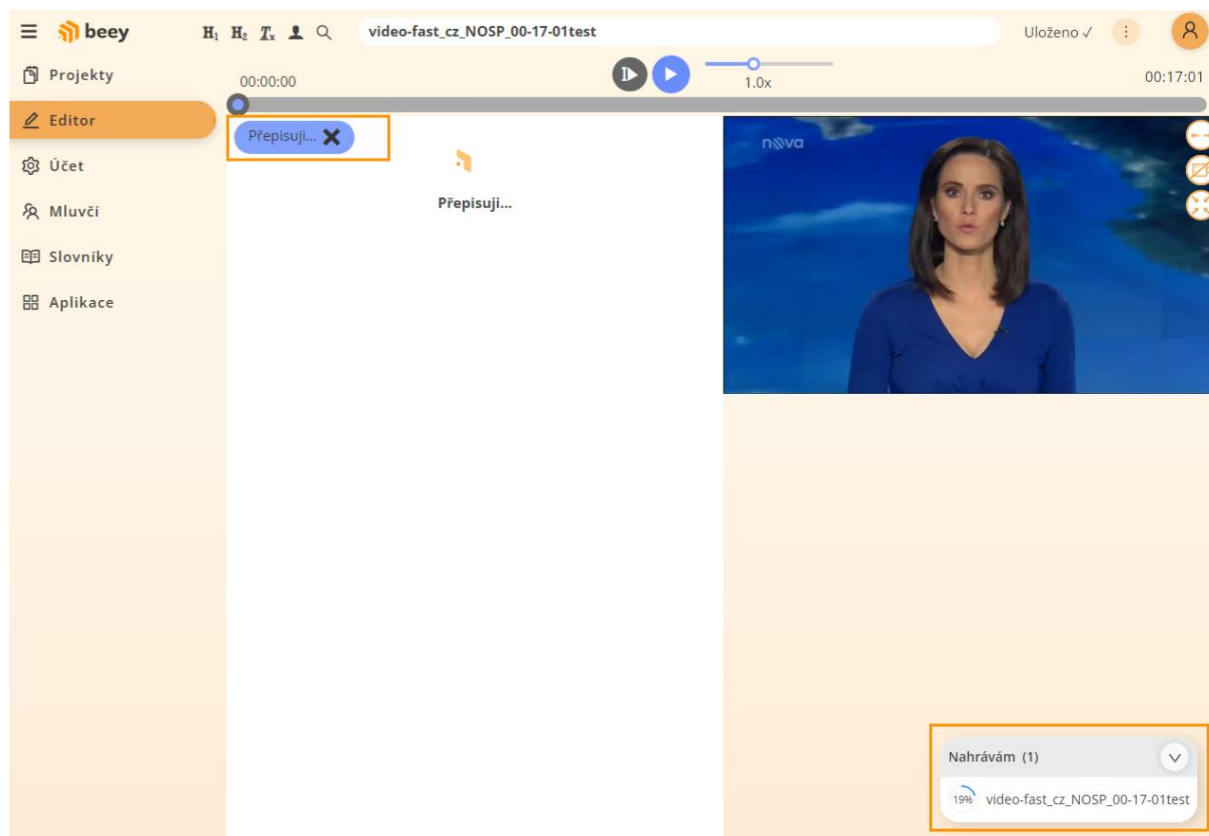 beey
H₁ H₂ Tₓ
video-fast_cz_NOSP_00-17-01test
Uloženo ✓
Projekty
Editor
Účet
Mluvčí
Slovníky
Aplikace
00:00:00
1.0x
00:17:01
Přepisuji...
Přepisuji...
nova
Nahrávám (1)
19% video-fast_cz_NOSP_00-17-01test